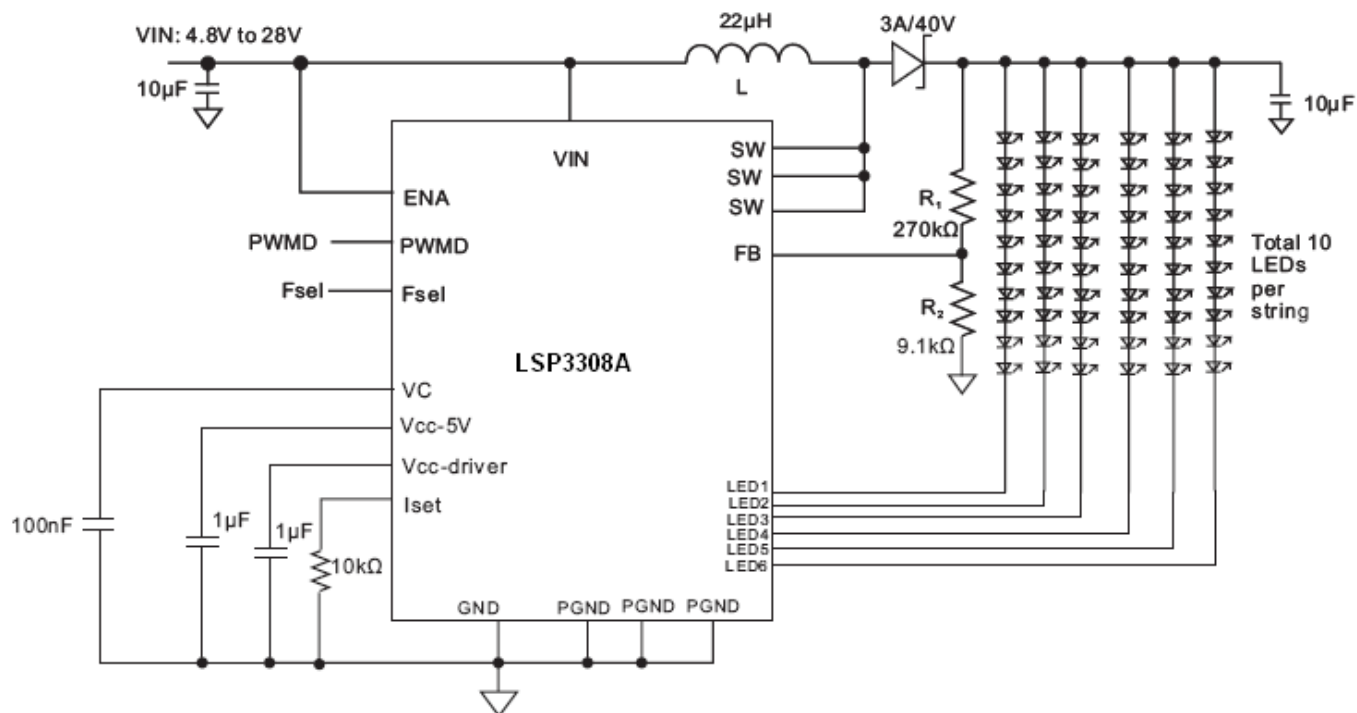 22µH
3A/40V
VIN: 4.8V to 28V
L
10µF
10µF
VIN
SW
SW
SW
ENA
R₁
270kΩ
PWMD
PWMD
FB
Total 10
LEDs
per
string
Fsel
Fsel
R₂
9.1kΩ
LSP3308A
VC
Vcc-5V
Vcc-driver
Iset
LED1
LED2
LED3
LED4
LED5
LED6
100nF
1µF
1µF
10kΩ
GND
PGND
PGND
PGND